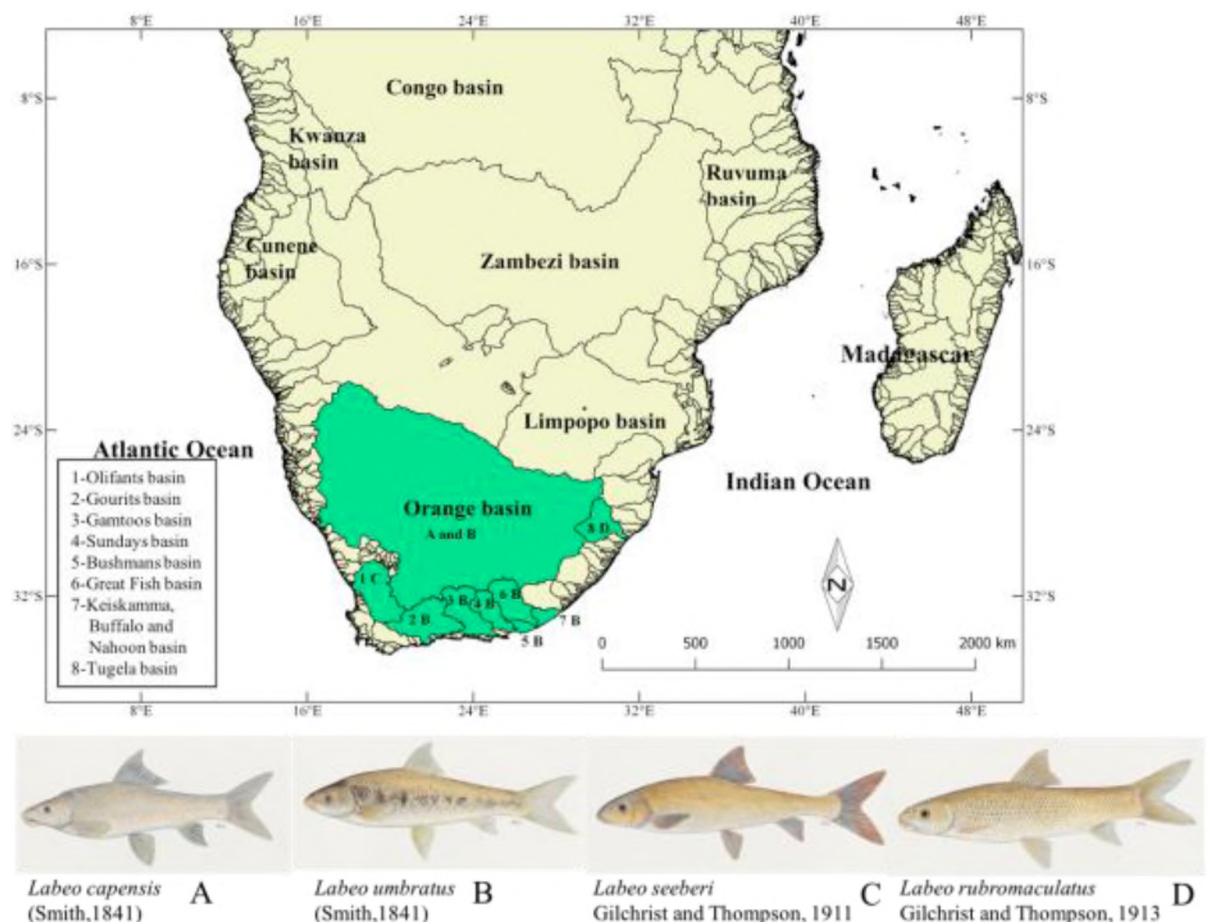 8°E 16°E 24°E 32°E 40°E 48°E
Congo basin
8°S 8°S
Kwanza
basin
Ruvuma
basin
Cunene
basin
Zambezi basin
16°S 16°S
Madagascar
Limpopo basin
24°S 24°S
Atlantic Ocean
Indian Ocean
1-Olifants basin
2-Gourits basin
3-Gamtoos basin
4-Sundays basin
5-Bushmans basin
6-Great Fish basin
7-Keiskamma,
Buffalo and
Nahoon basin
8-Tugela basin
Orange basin
A and B
8 D
1 C
3 B 4 B 6 B
2 B
5 B
7 B
32°S 32°S
N
0 500 1000 1500 2000 km
8°E 16°E 24°E 32°E 40°E 48°E
Labeo capensis A
(Smith,1841)
Labeo umbratus B
(Smith,1841)
Labeo seeberi C
Gilchrist and Thompson, 1911
Labeo rubromaculatus D
Gilchrist and Thompson, 1913